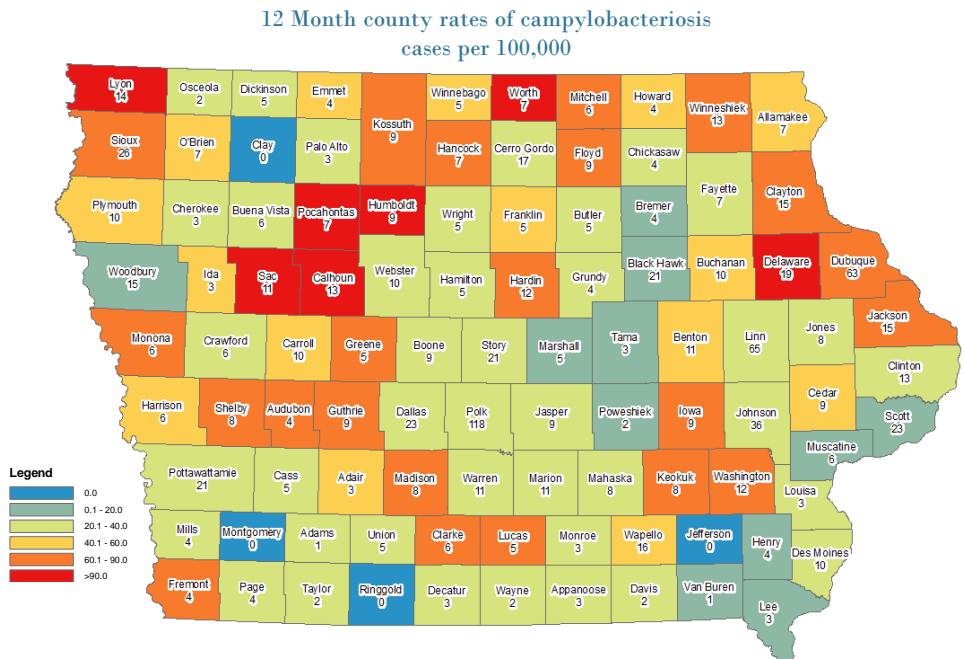 12 Month county rates of campylobacteriosis
cases per 100,000
Lyon
14
Osceola
2
Dickinson
5
Emmet
4
Kossuth
9
Winnebago
5
Worth
7
Mitchell
6
Howard
4
Winneshiek
13
Allamakee
7
Sioux
26
O'Brien
7
Clay
0
Palo Alto
3
Hancock
7
Cerro Gordo
17
Floyd
9
Chickasaw
4
Fayette
7
Clayton
15
Plymouth
10
Cherokee
3
Buena Vista
6
Pocahontas
7
Humboldt
9
Wright
5
Franklin
5
Butler
5
Bremer
4
Woodbury
15
Ida
3
Sac
11
Calhoun
13
Webster
10
Hamilton
5
Hardin
12
Grundy
4
Black Hawk
21
Buchanan
10
Delaware
19
Dubuque
63
Monona
6
Crawford
6
Carroll
10
Greene
5
Boone
9
Story
21
Marshall
5
Tama
3
Benton
11
Linn
65
Jones
8
Jackson
15
Clinton
13
Harrison
6
Shelby
8
Audubon
4
Guthrie
9
Dallas
23
Polk
118
Jasper
9
Poweshiek
2
Iowa
9
Johnson
36
Cedar
9
Scott
23
Muscatine
6
Pottawattamie
21
Cass
5
Adair
3
Madison
8
Warren
11
Marion
11
Mahaska
8
Keokuk
8
Washington
12
Louisa
3
Mills
4
Montgomery
0
Adams
1
Union
5
Clarke
6
Lucas
5
Monroe
3
Wapello
16
Jefferson
0
Henry
4
Des Moines
10
Fremont
4
Page
4
Taylor
2
Ringgold
0
Decatur
3
Wayne
2
Appanoose
3
Davis
2
Van Buren
1
Lee
3
Legend
0.0
0.1 - 20.0
20.1 - 40.0
40.1 - 60.0
60.1 - 90.0
>90.0